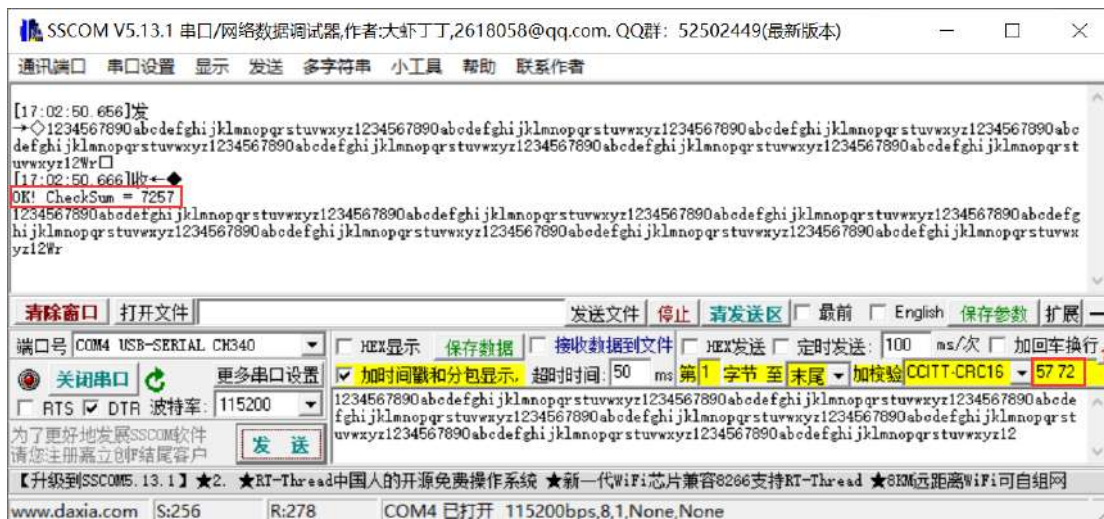 SSCOM V5.13.1 串口/网络数据调试器,作者:大虾丁丁,2618058@qq.com. QQ群: 52502449(最新版本)
通讯端口 串口设置 显示 发送 多字符串 小工具 帮助 联系作者
[17:02:50.656]发
→◇1234567890abcdefghijklmnopqrstuvwxyz1234567890abcdefghijklmnopqrstuvwxyz1234567890abcdefghijklmnopqrstuvwxyz1234567890abc
defghijklmnopqrstuvwxyz1234567890abcdefghijklmnopqrstuvwxyz1234567890abcdefghijklmnopqrstuvwxyz1234567890abcdefghijklmnopqrst
uvwxyz12Wr□
[17:02:50.666]收←◆
OK! CheckSum = 7257
1234567890abcdefghijklmnopqrstuvwxyz1234567890abcdefghijklmnopqrstuvwxyz1234567890abcdefghijklmnopqrstuvwxyz1234567890abcdefg
hijklmnopqrstuvwxyz1234567890abcdefghijklmnopqrstuvwxyz1234567890abcdefghijklmnopqrstuvwxyz1234567890abcdefghijklmnopqrstuvwx
yz12Wr
清除窗口 打开文件 发送文件 停止 清发送区 最前 English 保存参数 扩展 —
端口号 COM4 USB-SERIAL CH340 HEX显示 保存数据 接收数据到文件 HEX发送 定时发送: 100 ms/次 加回车换行
关闭串口 更多串口设置 加时间戳和分包显示, 超时时间: 50 ms 第 1 字节 至 末尾 加校验 CCITT-CRC16 57 72
RTS DTR 波特率: 115200
1234567890abcdefghijklmnopqrstuvwxyz1234567890abcdefghijklmnopqrstuvwxyz1234567890abcdefghijklmnopqrstuvwxyz1234567890abcde
fghijklmnopqrstuvwxyz1234567890abcdefghijklmnopqrstuvwxyz1234567890abcdefghijklmnopqrstuvwxyz1234567890abcdefghijklmnopqrst
uvwxyz1234567890abcdefghijklmnopqrstuvwxyz12
为了更好地发展SSCOM软件
请您注册嘉立创F结尾客户
发 送
【升级到SSCOM5.13.1】★2. ★RT-Thread中国人的开源免费操作系统 ★新一代WiFi芯片兼容8266支持RT-Thread ★8KM远距离WiFi可自组网
www.daxia.com S:256 R:278 COM4 已打开 115200bps,8,1,None,None